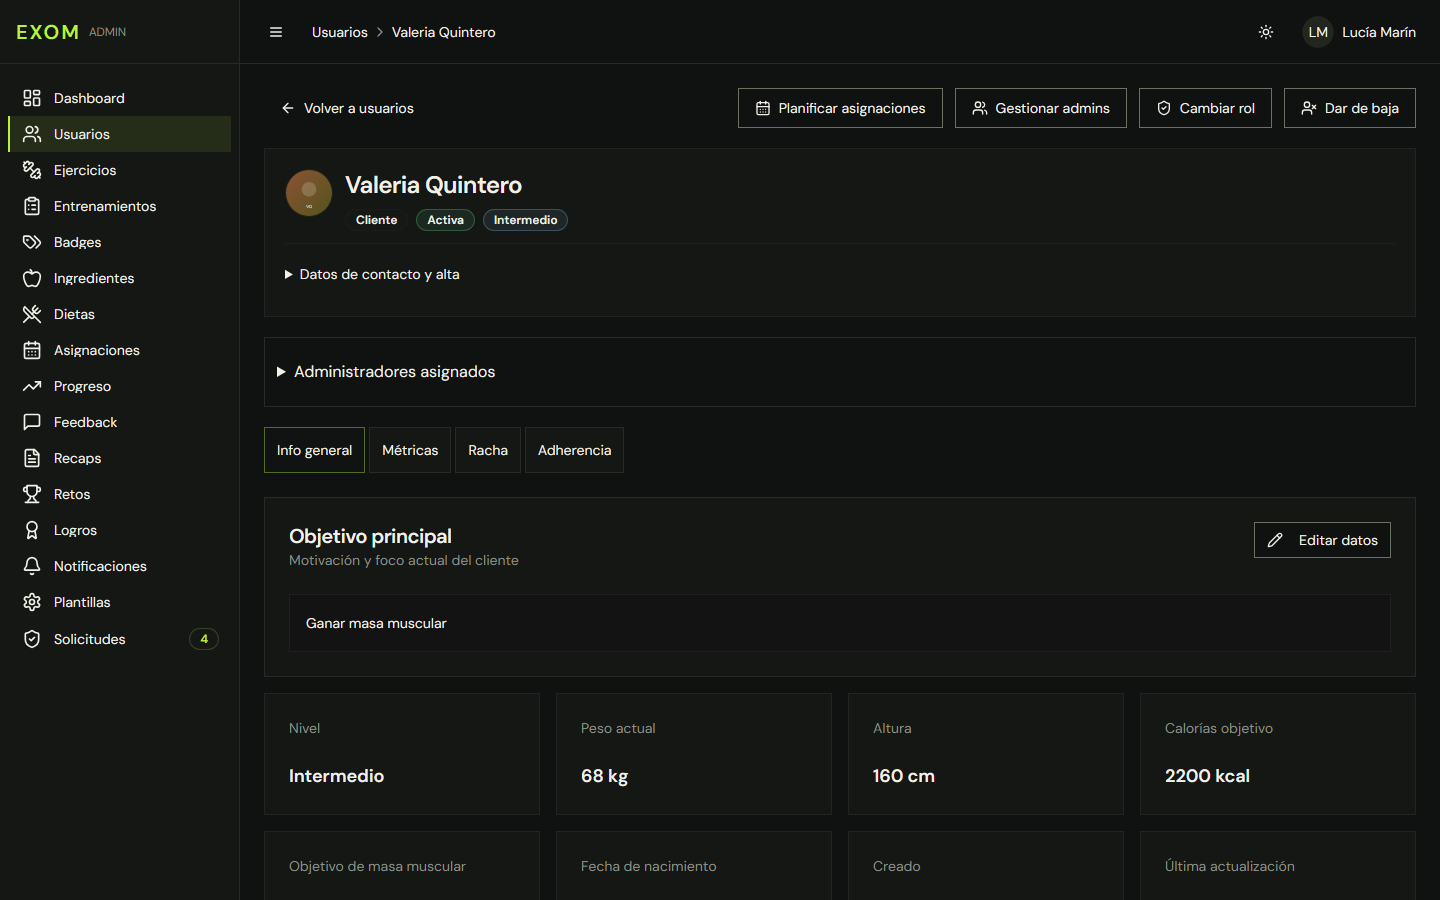 EXOM ADMIN
Usuarios
Valeria Quintero
LM
Lucía Marín
Dashboard
Usuarios
Ejercicios
Entrenamientos
Badges
Ingredientes
Dietas
Asignaciones
Progreso
Feedback
Recaps
Retos
Logros
Notificaciones
Plantillas
Solicitudes
4
Volver a usuarios
Planificar asignaciones
Gestionar admins
Cambiar rol
Dar de baja
Valeria Quintero
Cliente
Activa
Intermedio
Datos de contacto y alta
Administradores asignados
Info general
Métricas
Racha
Adherencia
Objetivo principal
Motivación y foco actual del cliente
Editar datos
Ganar masa muscular
Nivel
Intermedio
Peso actual
68 kg
Altura
160 cm
Calorías objetivo
2200 kcal
Objetivo de masa muscular
Fecha de nacimiento
Creado
Última actualización